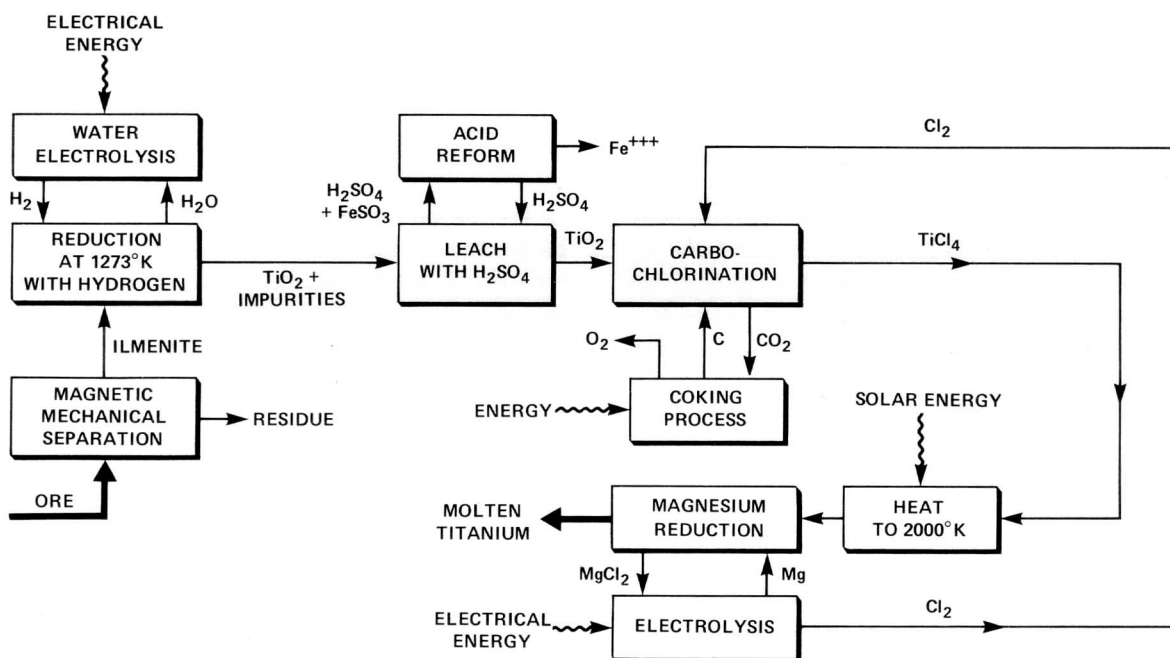 ELECTRICAL
ENERGY
WATER
ELECTROLYSIS
H2
H2O
REDUCTION
AT 1273°K
WITH HYDROGEN
TiO2 +
IMPURITIES
ILMENITE
MAGNETIC
MECHANICAL
SEPARATION
RESIDUE
ORE
ACID
REFORM
Fe+++
H2SO4
+ FeSO3
H2SO4
LEACH
WITH H2SO4
TiO2
CARBO-
CHLORINATION
Cl2
TiCl4
O2
C
CO2
ENERGY
COKING
PROCESS
SOLAR ENERGY
HEAT
TO 2000°K
MAGNESIUM
REDUCTION
MOLTEN
TITANIUM
MgCl2
Mg
ELECTRICAL
ENERGY
ELECTROLYSIS
Cl2